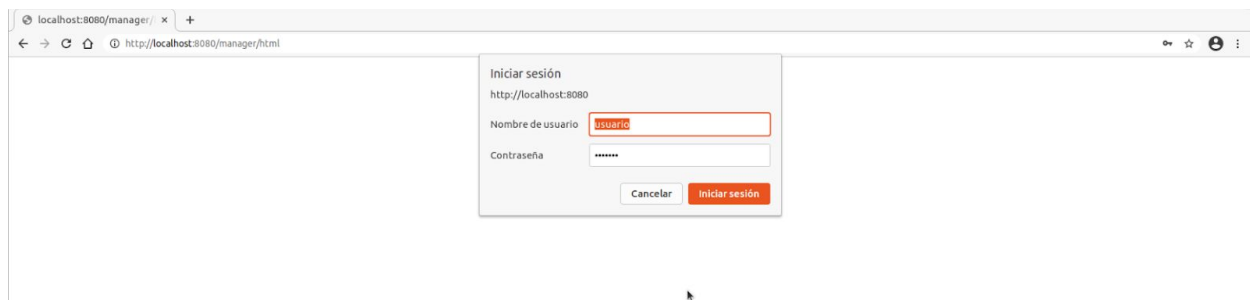 localhost:8080/manager/
http://localhost:8080/manager/html
Iniciar sesión
http://localhost:8080
Nombre de usuario usuario
Contraseña •••••••
Cancelar Iniciar sesión